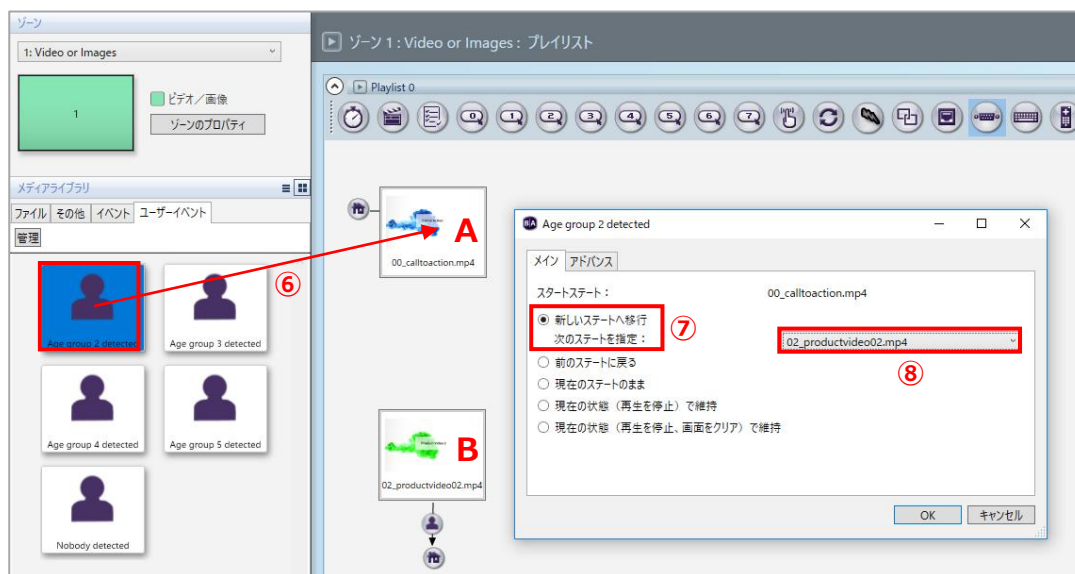 ゾーン
1: Video or Images
1
ビデオ／画像
ゾーンのプロパティ
メディアライブラリ
ファイル その他 イベント ユーザーイベント
管理
⑥
Age group 2 detected
Age group 3 detected
Age group 4 detected
Age group 5 detected
Nobody detected
ゾーン 1 : Video or Images : プレイリスト
Playlist 0
0 1 2 3 4 5 6 7
A
00_calltoaction.mp4
B
02_productvideo02.mp4
BA Age group 2 detected
メイン アドバンス
スタートステート： 00_calltoaction.mp4
新しいステートへ移行
次のステートを指定：
⑦
02_productvideo02.mp4
⑧
前のステートに戻る
現在のステートのまま
現在の状態（再生を停止）で維持
現在の状態（再生を停止、画面をクリア）で維持
OK キャンセル